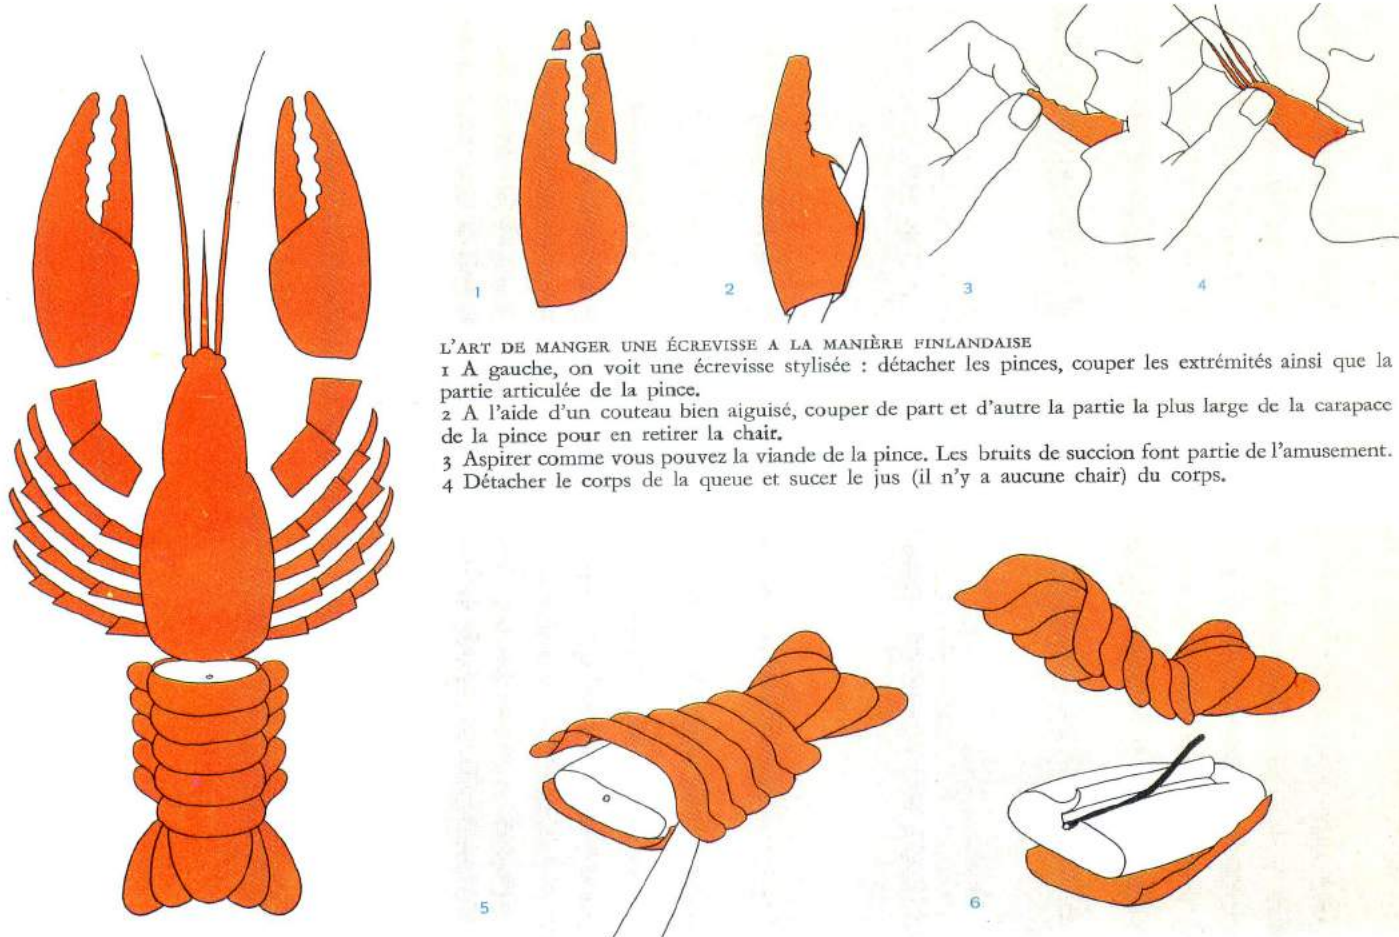 1
2
3
4
L'ART DE MANGER UNE ÉCREVISSE A LA MANIÈRE FINLANDAISE
1 A gauche, on voit une écrevisse stylisée : détacher les pinces, couper les extrémités ainsi que la
partie articulée de la pince.
2 A l'aide d'un couteau bien aiguisé, couper de part et d'autre la partie la plus large de la carapace
de la pince pour en retirer la chair.
3 Aspirer comme vous pouvez la viande de la pince. Les bruits de succion font partie de l'amusement.
4 Détacher le corps de la queue et sucer le jus (il n'y a aucune chair) du corps.
5
6